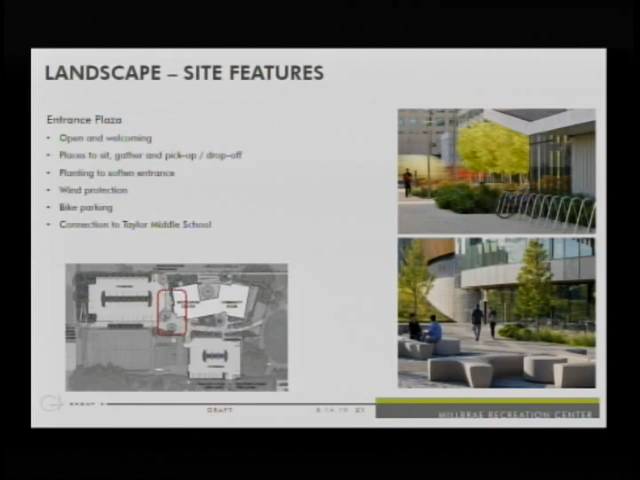 LANDSCAPE – SITE FEATURES
Entrance Plaza
• Open and welcoming
• Places to sit, gather and pick-up / drop-off
• Planting to soften entrance
• Wind protection
• Bike parking
• Connection to Taylor Middle School
DRAFT
MILLBRAE RECREATION CENTER